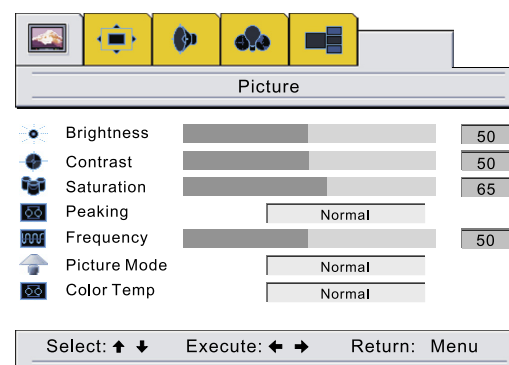 Picture
Brightness 50
Contrast 50
Saturation 65
Peaking Normal
Frequency 50
Picture Mode Normal
Color Temp Normal
Select: ↑ ↓ Execute: ← → Return: Menu